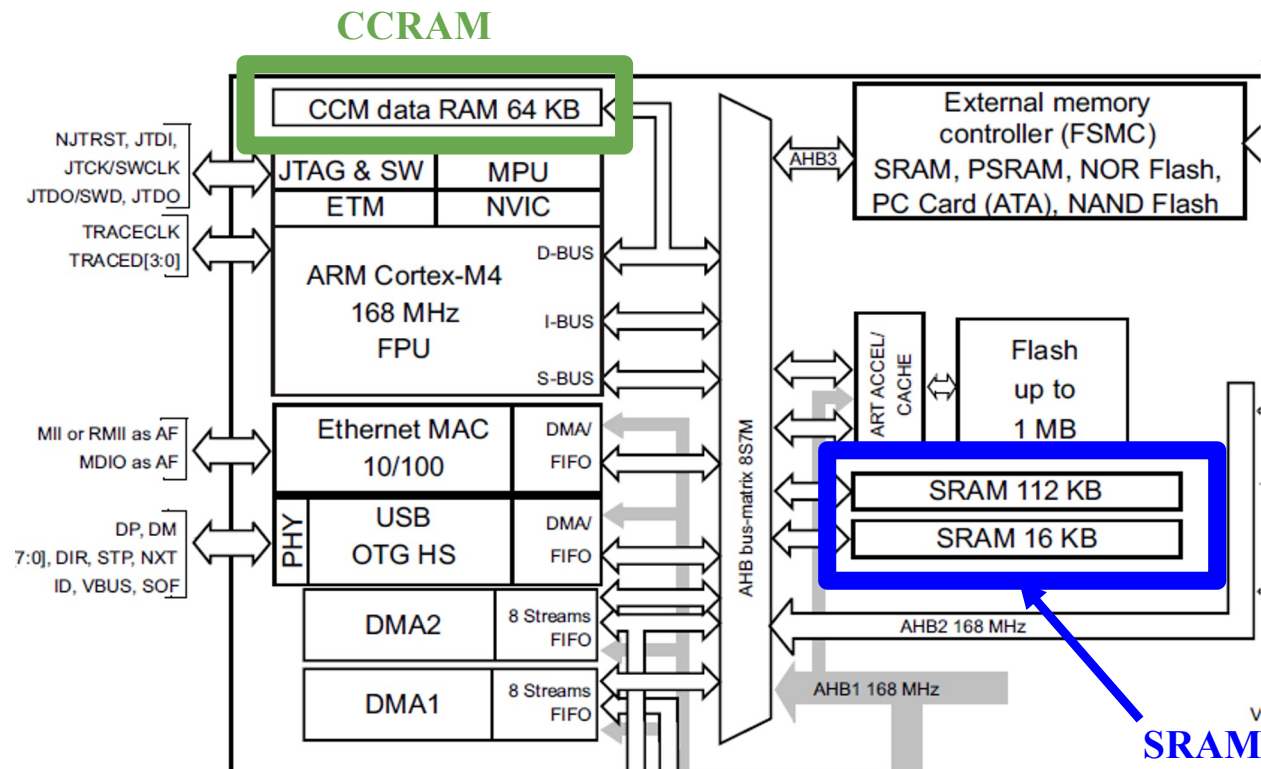 CCRAM
CCM data RAM 64 KB
NJTRST, JTDI,
JTCK/SWCLK
JTDO/SWD, JTDO
TRACECLK
TRACED[3:0]
JTAG & SW
MPU
ETM
NVIC
ARM Cortex-M4
168 MHz
FPU
D-BUS
I-BUS
S-BUS
MII or RMII as AF
MDIO as AF
Ethernet MAC
10/100
DMA/
FIFO
DP, DM
7:0], DIR, STP, NXT
ID, VBUS, SOF
PHY
USB
OTG HS
DMA/
FIFO
DMA2
8 Streams
FIFO
DMA1
8 Streams
FIFO
AHB bus-matrix 8S7M
AHB3
External memory
controller (FSMC)
SRAM, PSRAM, NOR Flash,
PC Card (ATA), NAND Flash
ART ACCEL/
CACHE
Flash
up to
1 MB
SRAM 112 KB
SRAM 16 KB
AHB2 168 MHz
AHB1 168 MHz
V
SRAM